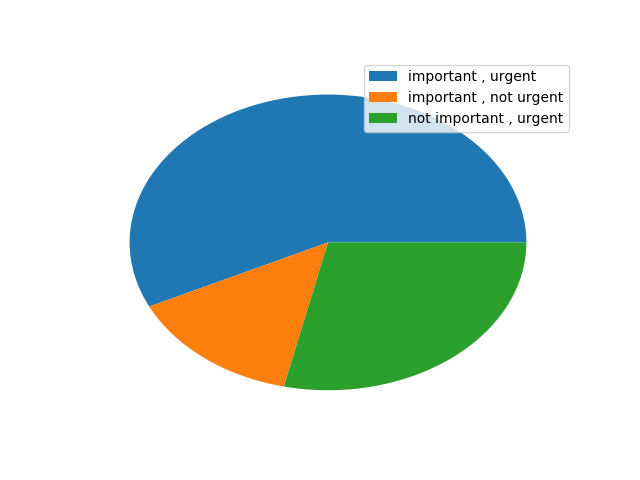 important , urgent
important , not urgent
not important , urgent